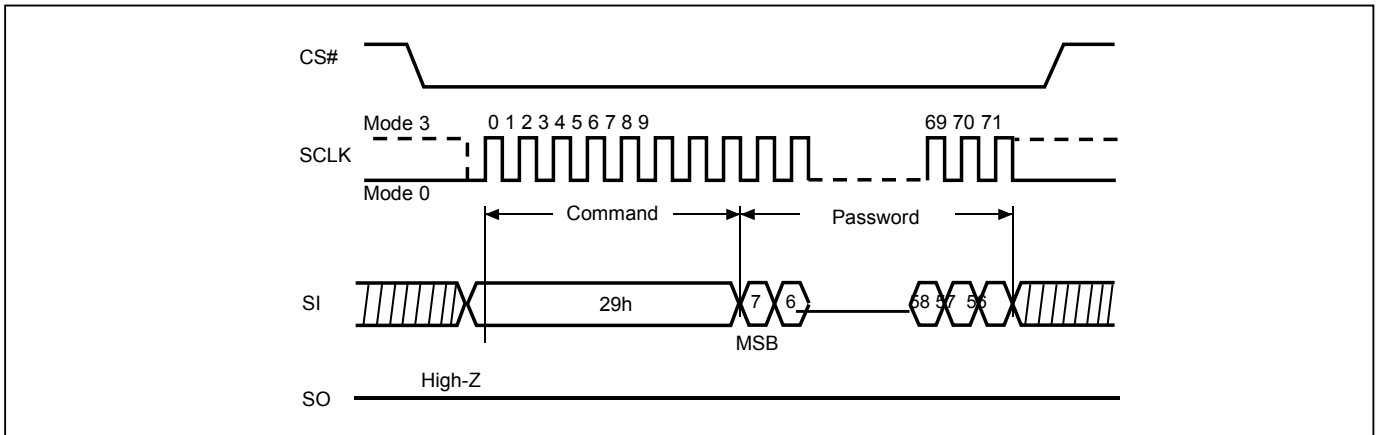 CS#
Mode 3
0 1 2 3 4 5 6 7 8 9
69 70 71
SCLK
Mode 0
Command
Password
SI
29h
7
6
58 57 56
MSB
High-Z
SO